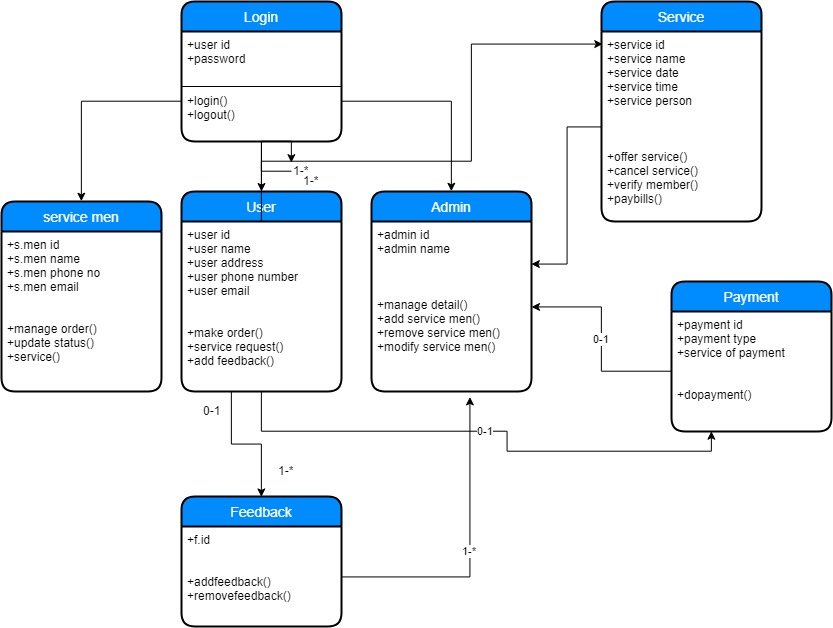 Login
+user id
+password
+login()
+logout()
Service
+service id
+service name
+service date
+service time
+service person
+offer service()
+cancel service()
+verify member()
+paybills()
1-*
1-*
service men
+s.men id
+s.men name
+s.men phone no
+s.men email
+manage order()
+update status()
+service()
User
+user id
+user name
+user address
+user phone number
+user email
+make order()
+service request()
+add feedback()
Admin
+admin id
+admin name
+manage detail()
+add service men()
+remove service men()
+modify service men()
Payment
+payment id
+payment type
+service of payment
+dopayment()
0-1
0-1
0-1
1-*
Feedback
+f.id
+addfeedback()
+removefeedback()
1-*